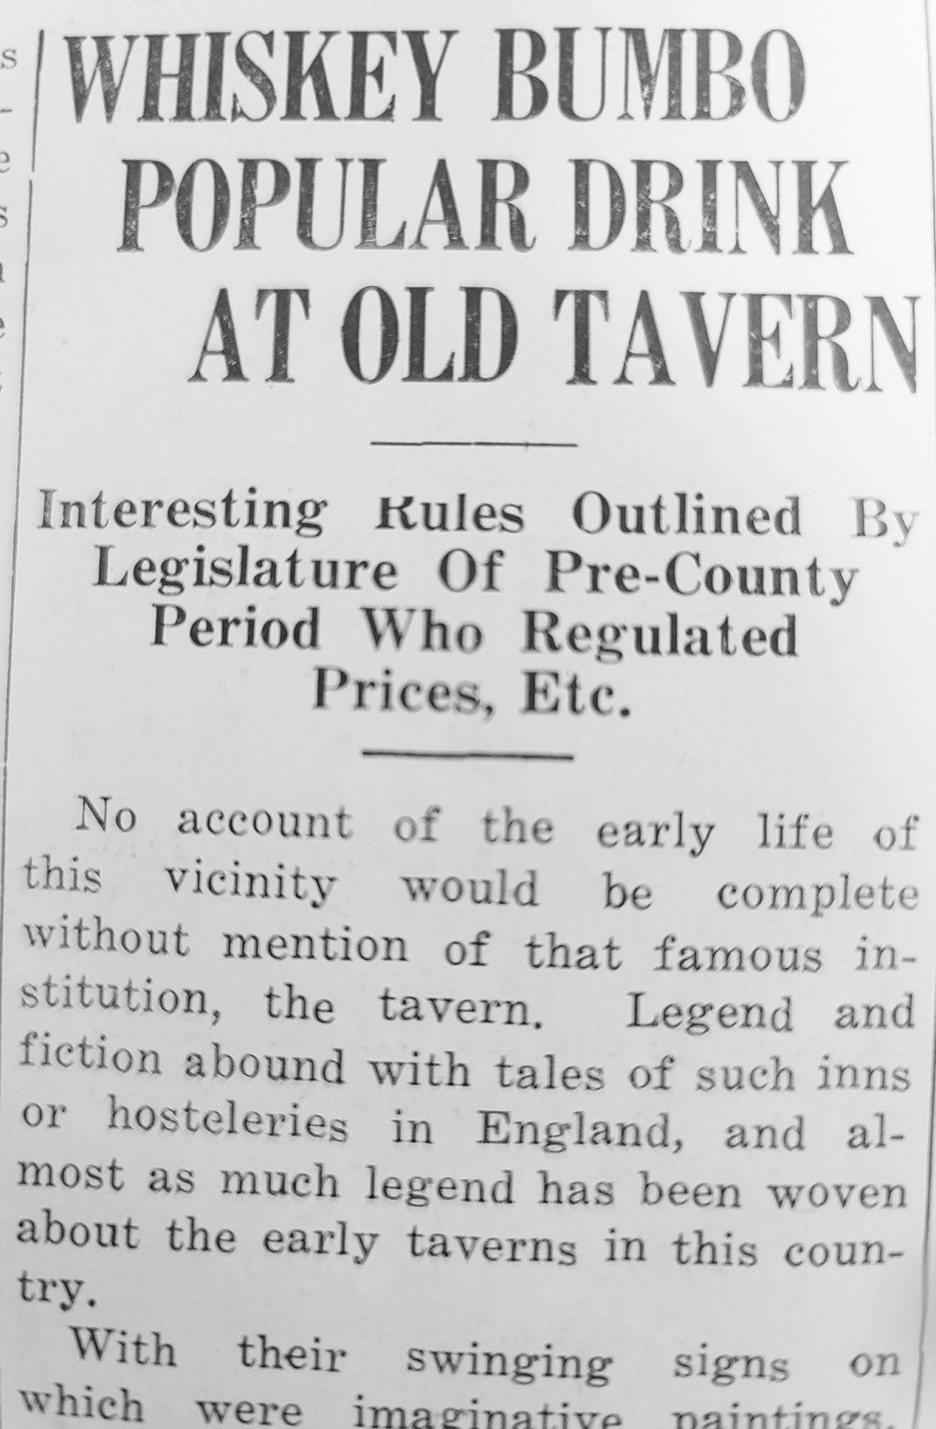 WHISKEY BUMBO
POPULAR DRINK
AT OLD TAVERN
Interesting Rules Outlined By
Legislature Of Pre-County
Period Who Regulated
Prices, Etc.
No account of the early life of
this vicinity would be complete
without mention of that famous in-
stitution, the tavern. Legend and
fiction abound with tales of such inns
or hosteleries in England, and al-
most as much legend has been woven
about the early taverns in this coun-
try.
With their swinging signs on
which were imaginative paintings,